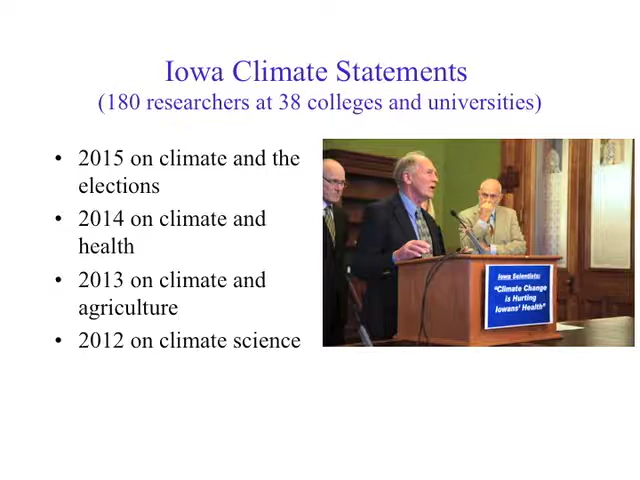 Iowa Climate Statements
(180 researchers at 38 colleges and universities)
• 2015 on climate and the
elections
• 2014 on climate and
health
• 2013 on climate and
agriculture
• 2012 on climate science
Iowa Scientists:
"Climate Change
is Hurting
Iowans' Health"